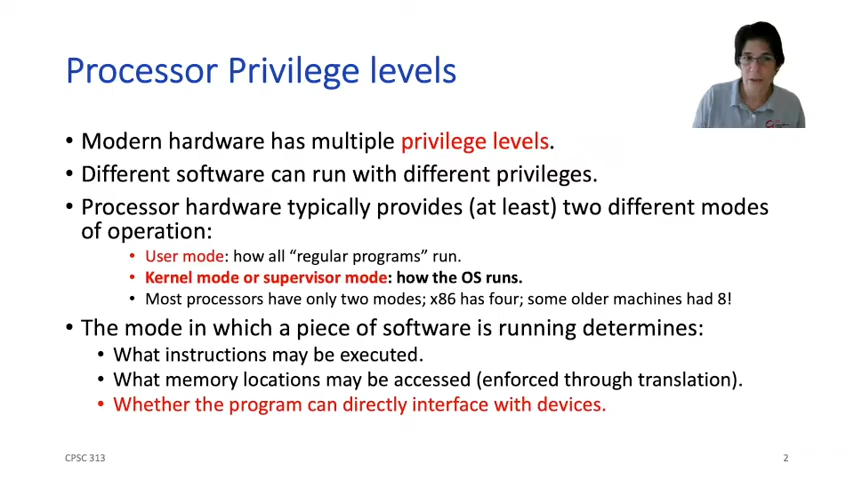 Processor Privilege levels
• Modern hardware has multiple privilege levels.
• Different software can run with different privileges.
• Processor hardware typically provides (at least) two different modes
of operation:
• User mode: how all “regular programs” run.
• Kernel mode or supervisor mode: how the OS runs.
• Most processors have only two modes; x86 has four; some older machines had 8!
• The mode in which a piece of software is running determines:
• What instructions may be executed.
• What memory locations may be accessed (enforced through translation).
• Whether the program can directly interface with devices.
CPSC 313
2